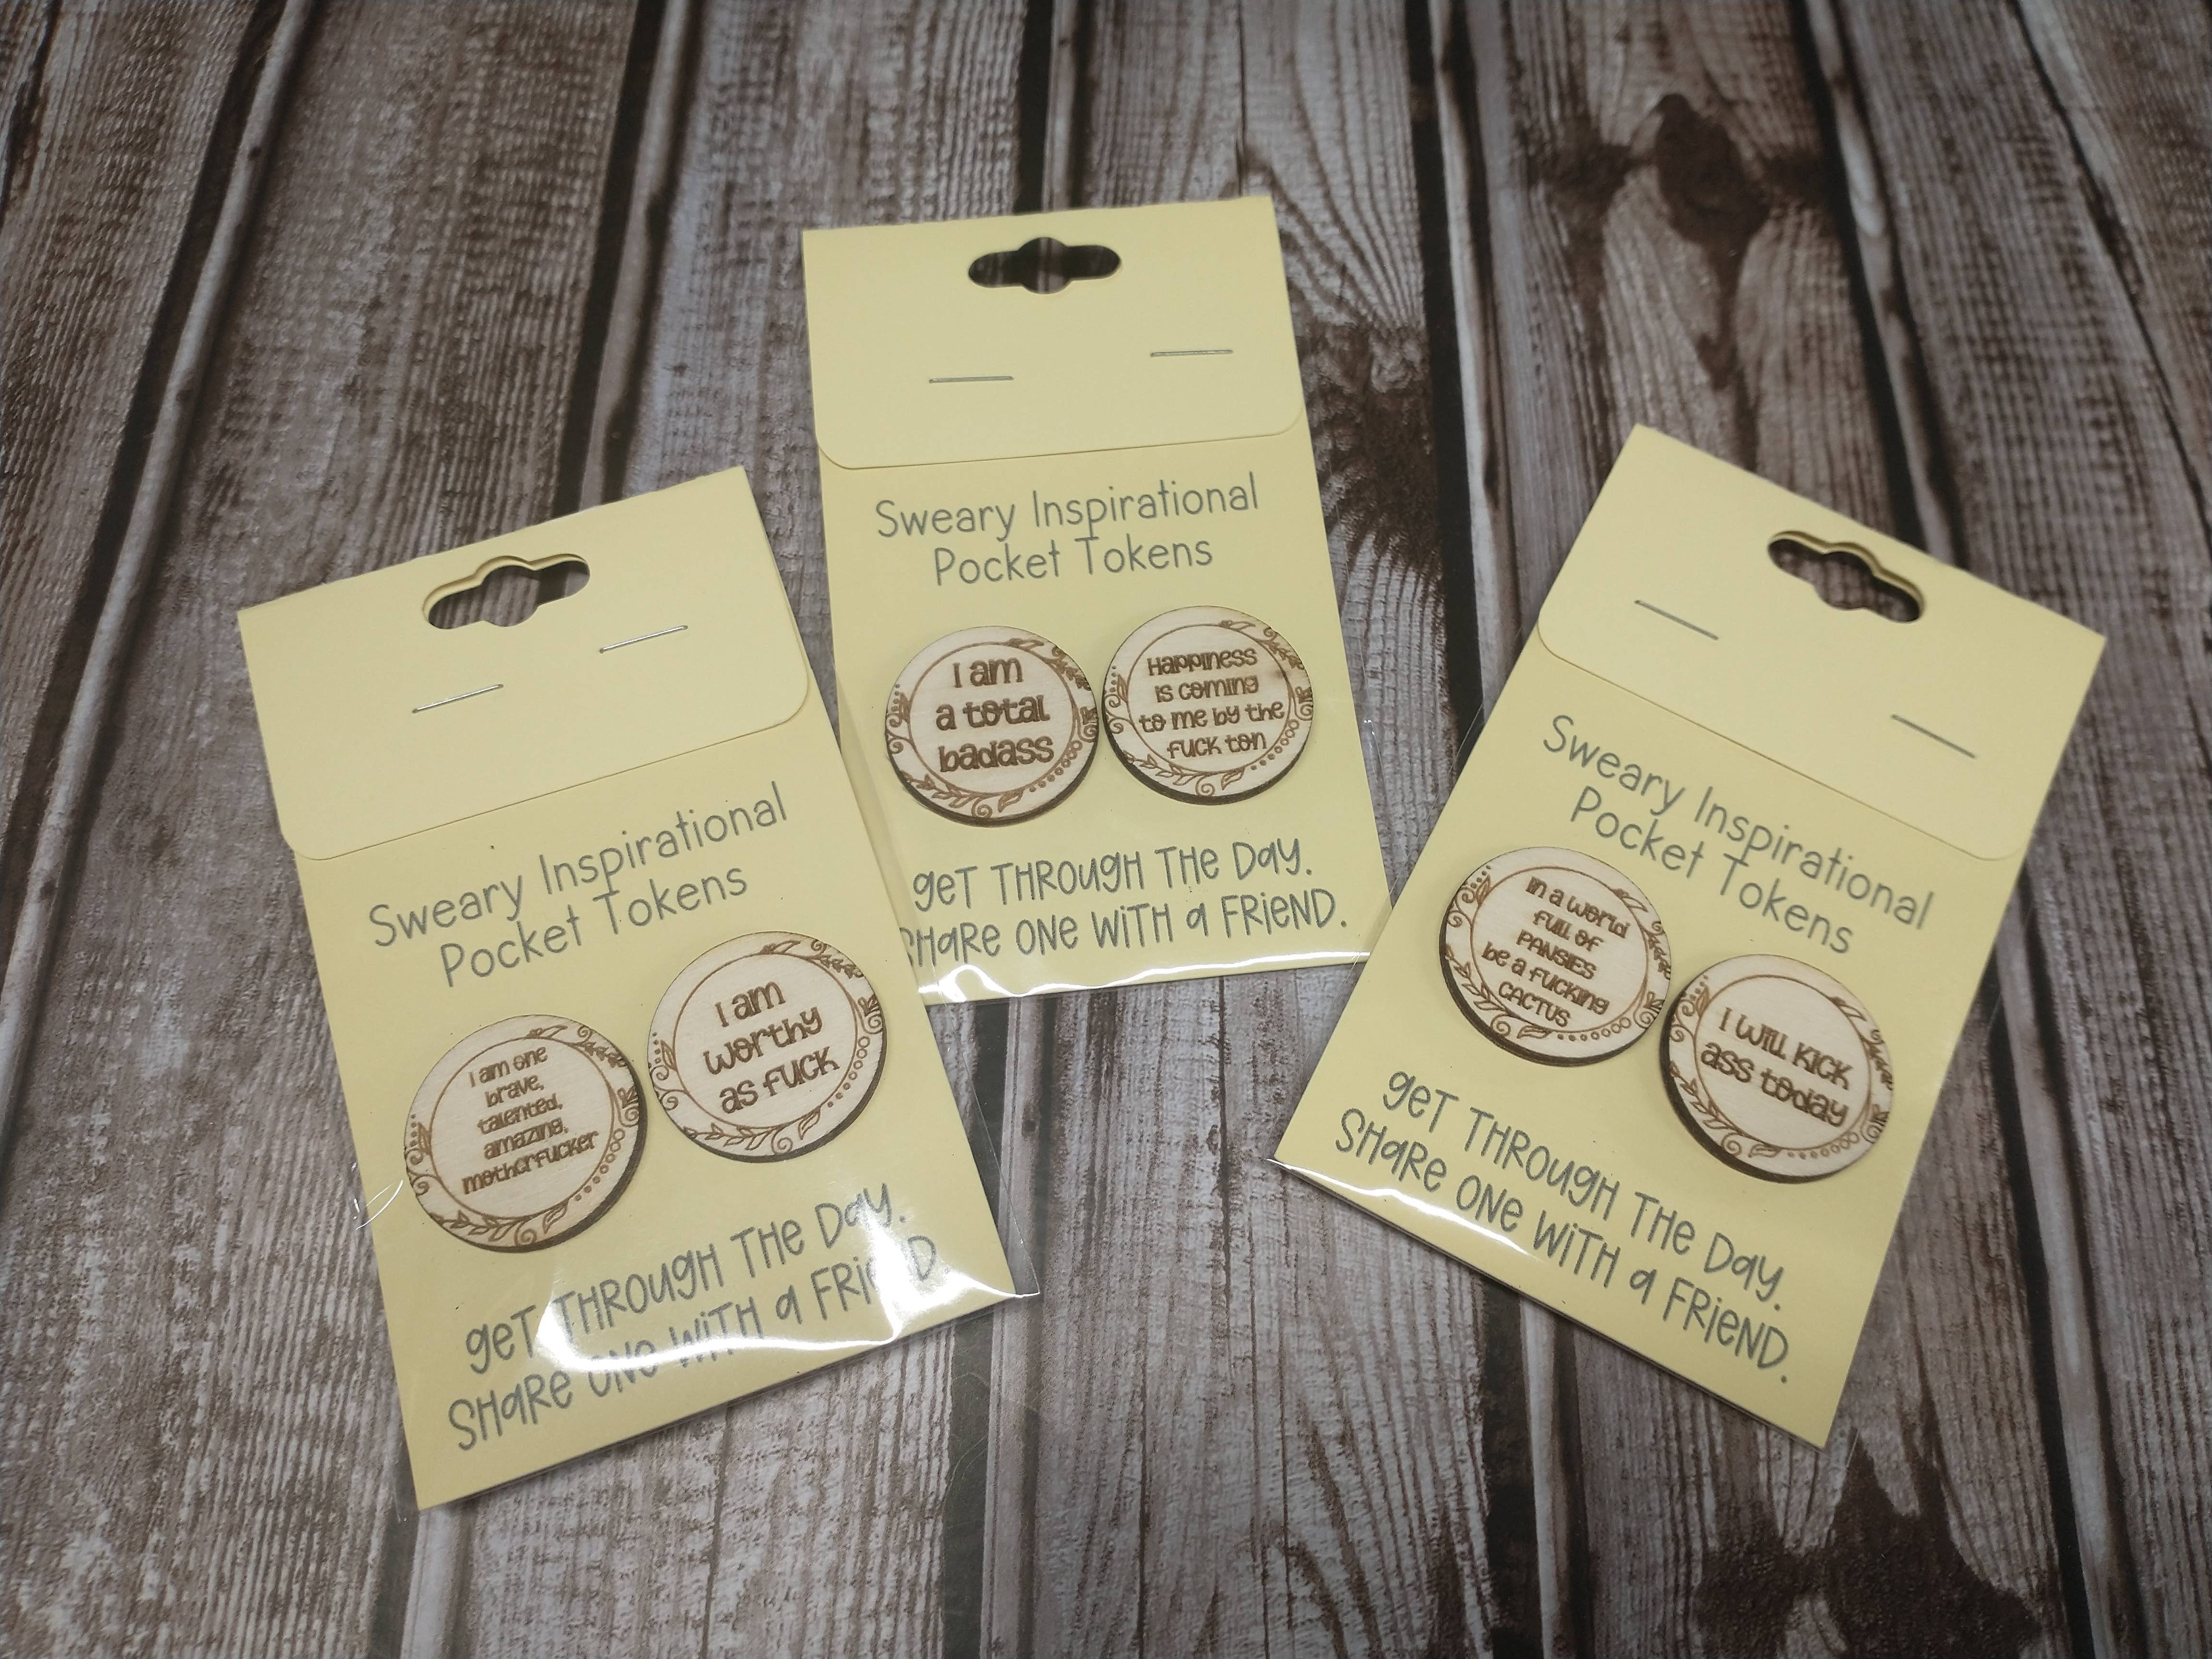 Sweary Inspirational
Pocket Tokens
I am one
brave,
talented,
amazing,
motherfucker
I am
worthy
as fuck
get THROUGH THE Day.
SHARE ONE WITH a FRIEND.
Sweary Inspirational
Pocket Tokens
I am
a total
badass
Happiness
is coming
to me by the
fuck ton
get THROUGH THE Day.
SHARE ONE WITH a FRIEND.
Sweary Inspirational
Pocket Tokens
in a world
full of
PANSIES
be a fucking
CACTUS
I WILL KICK
ass today
get THROUGH THE Day.
SHARE ONE WITH a FRIEND.